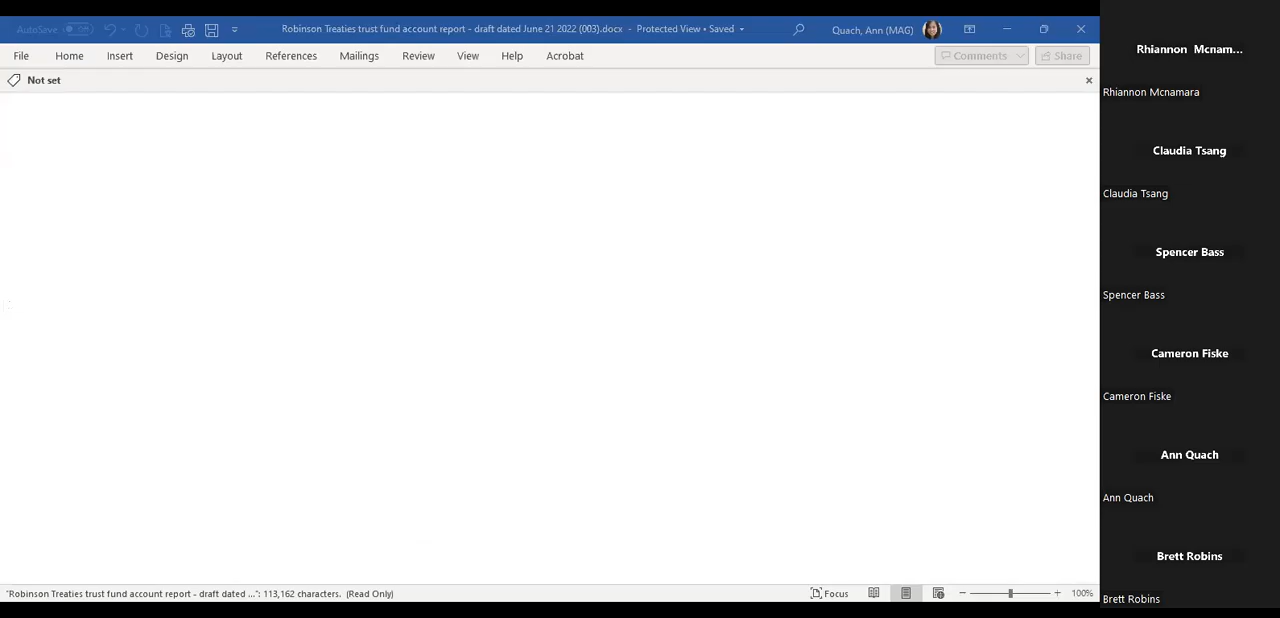 AutoSave Off Robinson Treaties trust fund account report - draft dated June 21 2022 (003).docx - Protected View • Saved Quach, Ann (MAG)
File Home Insert Design Layout References Mailings Review View Help Acrobat Comments Share
Not set
Rhiannon Mcnam...
Rhiannon Mcnamara
Claudia Tsang
Claudia Tsang
Spencer Bass
Spencer Bass
Cameron Fiske
Cameron Fiske
Ann Quach
Ann Quach
Brett Robins
Brett Robins
"Robinson Treaties trust fund account report - draft dated ...": 113,162 characters. (Read Only) Focus 100%